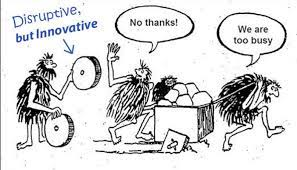 Disruptive,
but Innovative
No thanks!
We are
too busy